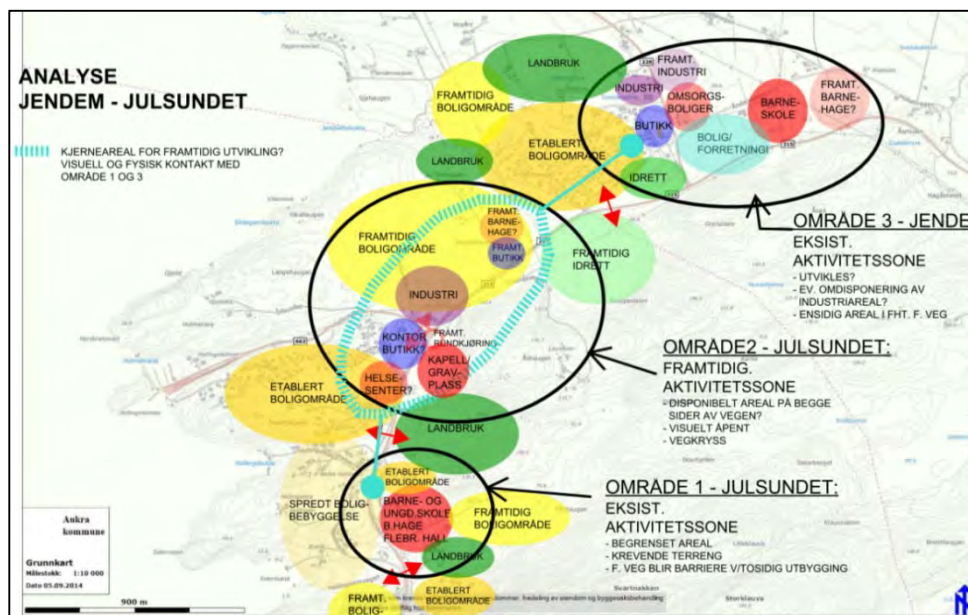 ANALYSE
JENDEM - JULSUNDET
KJERNEAREAL FOR FRAMTIDIG UTVIKLING?
VISUELL OG FYSISK KONTAKT MED
OMRÅDE 1 OG 3
LANDBRUK
FRAMTIDIG
BOLIGOMRÅDE
ETABLERT
BOLIGOMRÅDE
LANDBRUK
FRAMT.
INDUSTRI
INDUSTRI
OMSORGS-
BOLIGER
BUTIKK
BARNE-
SKOLE
FRAMT.
BARNE-
HAGE?
BOLIG/
FORRETNINGI
IDRETT
OMRÅDE 3 - JENDE
EKSIST.
AKTIVITETSSONE
- UTVIKLES?
- EV. OMDISPONERING AV
INDUSTRIAREAL?
- ENSIDIG AREAL I FHT. F. VEG
FRAMTIDIG
BOLIGOMRÅDE
FRAMT.
BARNE-
HAGE?
FRAMT.
BUTIKK
FRAMTIDIG
IDRETT
INDUSTRI
FRAMT.
RUNDKJØRING
KONTOR
BUTIKK?
KAPELL/
GRAV-
PLASS
HELSE-
SENTER?
ETABLERT
BOLIGOMRÅDE
LANDBRUK
OMRÅDE2 - JULSUNDET:
FRAMTIDIG.
AKTIVITETSSONE
- DISPONIBELT AREAL PÅ BEGGE
SIDER AV VEGEN?
- VISUELT ÅPENT
- VEGKRYSS
ETABLERT
BOLIGOMRÅDE
SPREDT BOLIG-
BEBYGGELSE
BARNE- OG
UNGD.SKOLE
B.HAGE
FLEBR. HALL
FRAMTIDIG
BOLIGOMRÅDE
LANDBRUK
ETABLERT
BOLIGOMRÅDE
FRAMT.
BOLIG-
OMRÅDE 1 - JULSUNDET:
EKSIST.
AKTIVITETSSONE
- BEGRENSET AREAL
- KREVENDE TERRENG
- F. VEG BLIR BARRIERE V/TOSIDIG UTBYGGING
Aukra
kommune
Grunnkart
Målestokk: 1:10 000
Dato 05.09.2014
900 m
Svartnakken
Storklauva
N